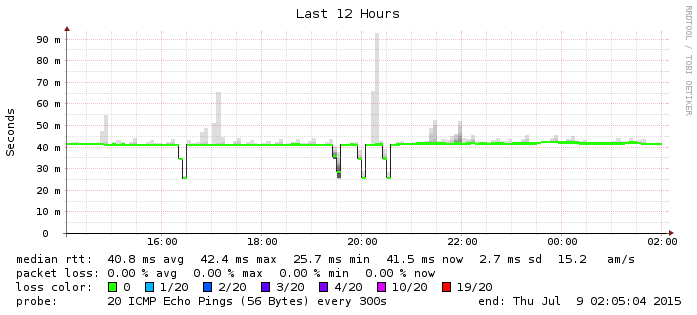 Last 12 Hours
RRDTOOL / TOBI OETIKER
Seconds
90 m
80 m
70 m
60 m
50 m
40 m
30 m
20 m
10 m
0
16:00 18:00 20:00 22:00 00:00 02:00
median rtt: 40.8 ms avg 42.4 ms max 25.7 ms min 41.5 ms now 2.7 ms sd 15.2 am/s
packet loss: 0.00 % avg 0.00 % max 0.00 % min 0.00 % now
loss color: 0 1/20 2/20 3/20 4/20 10/20 19/20
probe: 20 ICMP Echo Pings (56 Bytes) every 300s end: Thu Jul 9 02:05:04 2015